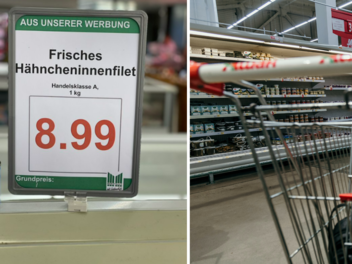 AUS UNSERER WERBUNG
Frisches
Hähncheninnenfilet
Handelsklasse A,
1 kg
8.99
Grundpreis: